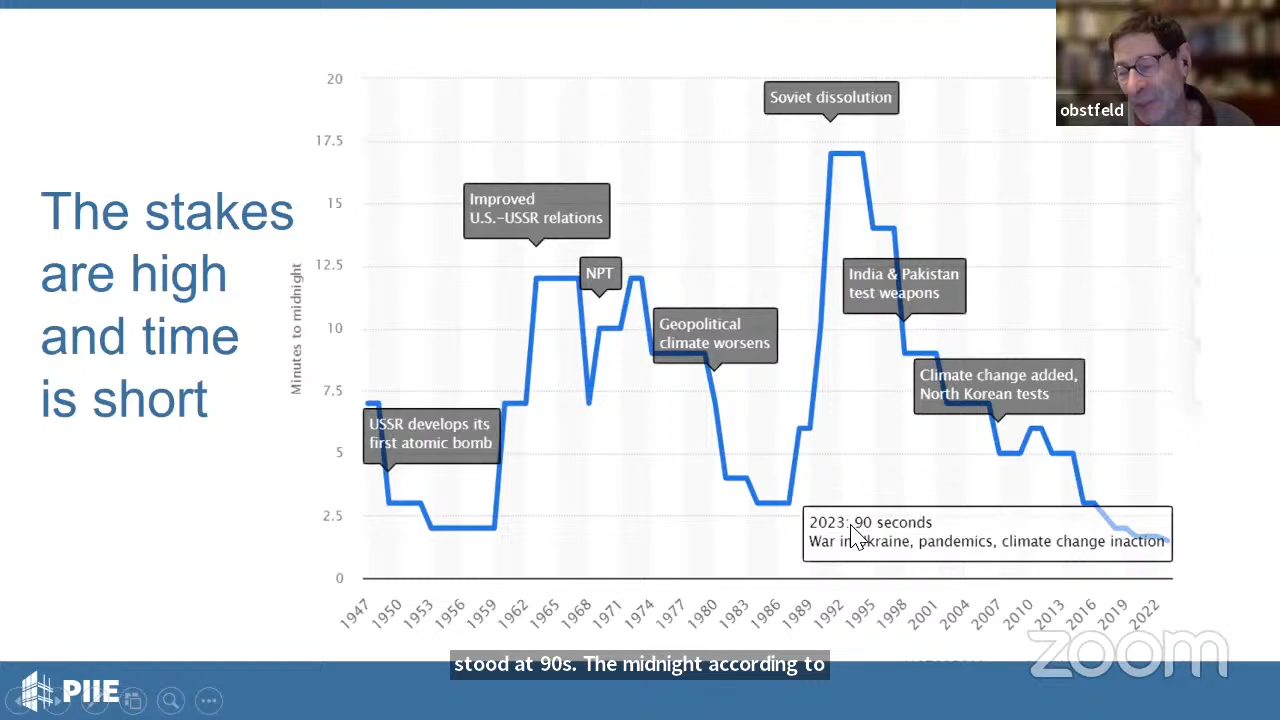 The stakes
are high
and time
is short
Minutes to midnight
20
17.5
15
12.5
10
7.5
5
2.5
0
USSR develops its
first atomic bomb
Improved
U.S.–USSR relations
NPT
Geopolitical
climate worsens
Soviet dissolution
India & Pakistan
test weapons
Climate change added,
North Korean tests
2023: 90 seconds
War in Ukraine, pandemics, climate change inaction
1947
1950
1953
1956
1959
1962
1965
1968
1971
1974
1977
1980
1983
1986
1989
1992
1995
1998
2001
2004
2007
2010
2013
2016
2019
2022
obstfeld
zoom
stood at 90s. The midnight according to
PIIE